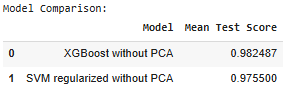 Model Comparison:
Model Mean Test Score
0 XGBoost without PCA 0.982487
1 SVM regularized without PCA 0.975500